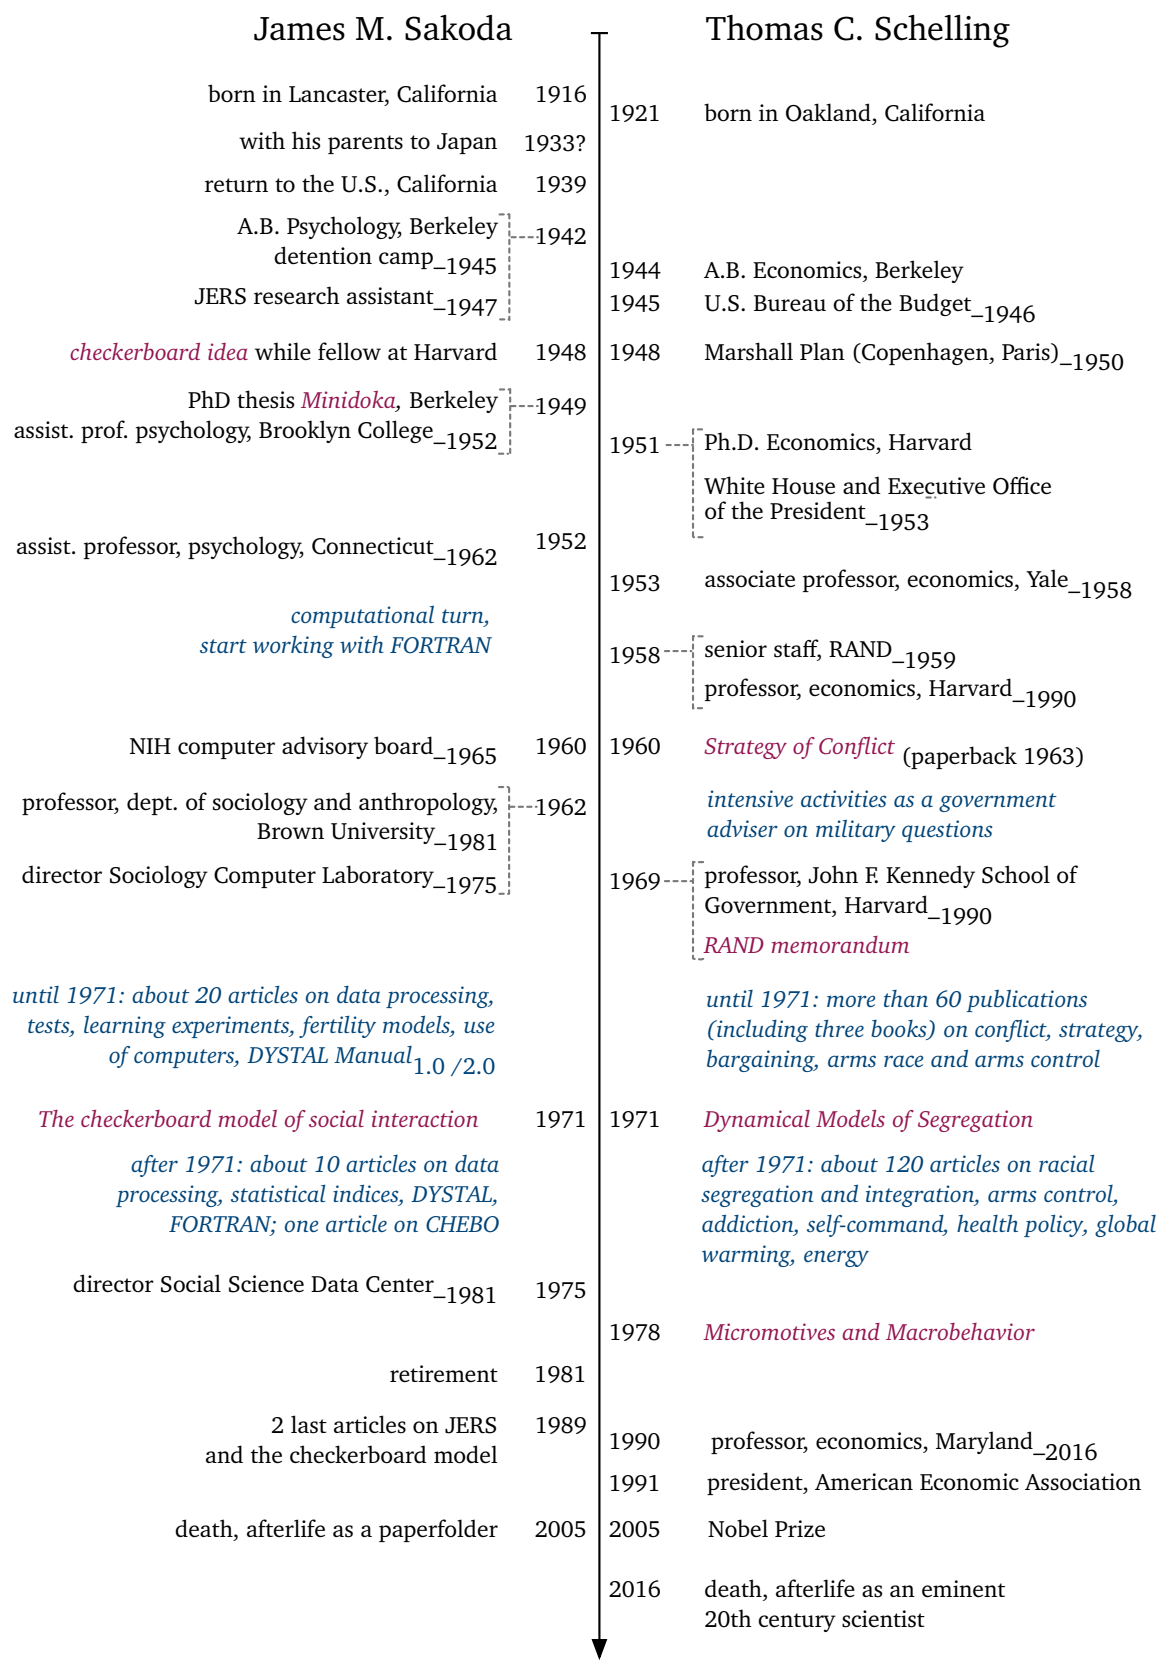 James M. Sakoda
Thomas C. Schelling
born in Lancaster, California 1916
1921 born in Oakland, California
with his parents to Japan 1933?
return to the U.S., California 1939
A.B. Psychology, Berkeley 1942
detention camp –1945
JERS research assistant –1947
1944 A.B. Economics, Berkeley
1945 U.S. Bureau of the Budget –1946
checkerboard idea while fellow at Harvard 1948
1948 Marshall Plan (Copenhagen, Paris) –1950
PhD thesis Minidoka, Berkeley 1949
assist. prof. psychology, Brooklyn College –1952
1951 Ph.D. Economics, Harvard
White House and Executive Office
of the President –1953
assist. professor, psychology, Connecticut –1962 1952
1953 associate professor, economics, Yale –1958
computational turn,
start working with FORTRAN
1958 senior staff, RAND –1959
professor, economics, Harvard –1990
NIH computer advisory board –1965 1960
1960 Strategy of Conflict (paperback 1963)
professor, dept. of sociology and anthropology, 1962
Brown University –1981
director Sociology Computer Laboratory –1975
intensive activities as a government
adviser on military questions
1969 professor, John F. Kennedy School of
Government, Harvard –1990
RAND memorandum
until 1971: about 20 articles on data processing,
tests, learning experiments, fertility models, use
of computers, DYSTAL Manual 1.0 /2.0
until 1971: more than 60 publications
(including three books) on conflict, strategy,
bargaining, arms race and arms control
The checkerboard model of social interaction 1971
1971 Dynamical Models of Segregation
after 1971: about 10 articles on data
processing, statistical indices, DYSTAL,
FORTRAN; one article on CHEBO
after 1971: about 120 articles on racial
segregation and integration, arms control,
addiction, self-command, health policy, global
warming, energy
director Social Science Data Center –1981 1975
1978 Micromotives and Macrobehavior
retirement 1981
2 last articles on JERS 1989
and the checkerboard model
1990 professor, economics, Maryland –2016
1991 president, American Economic Association
death, afterlife as a paperfolder 2005
2005 Nobel Prize
2016 death, afterlife as an eminent
20th century scientist